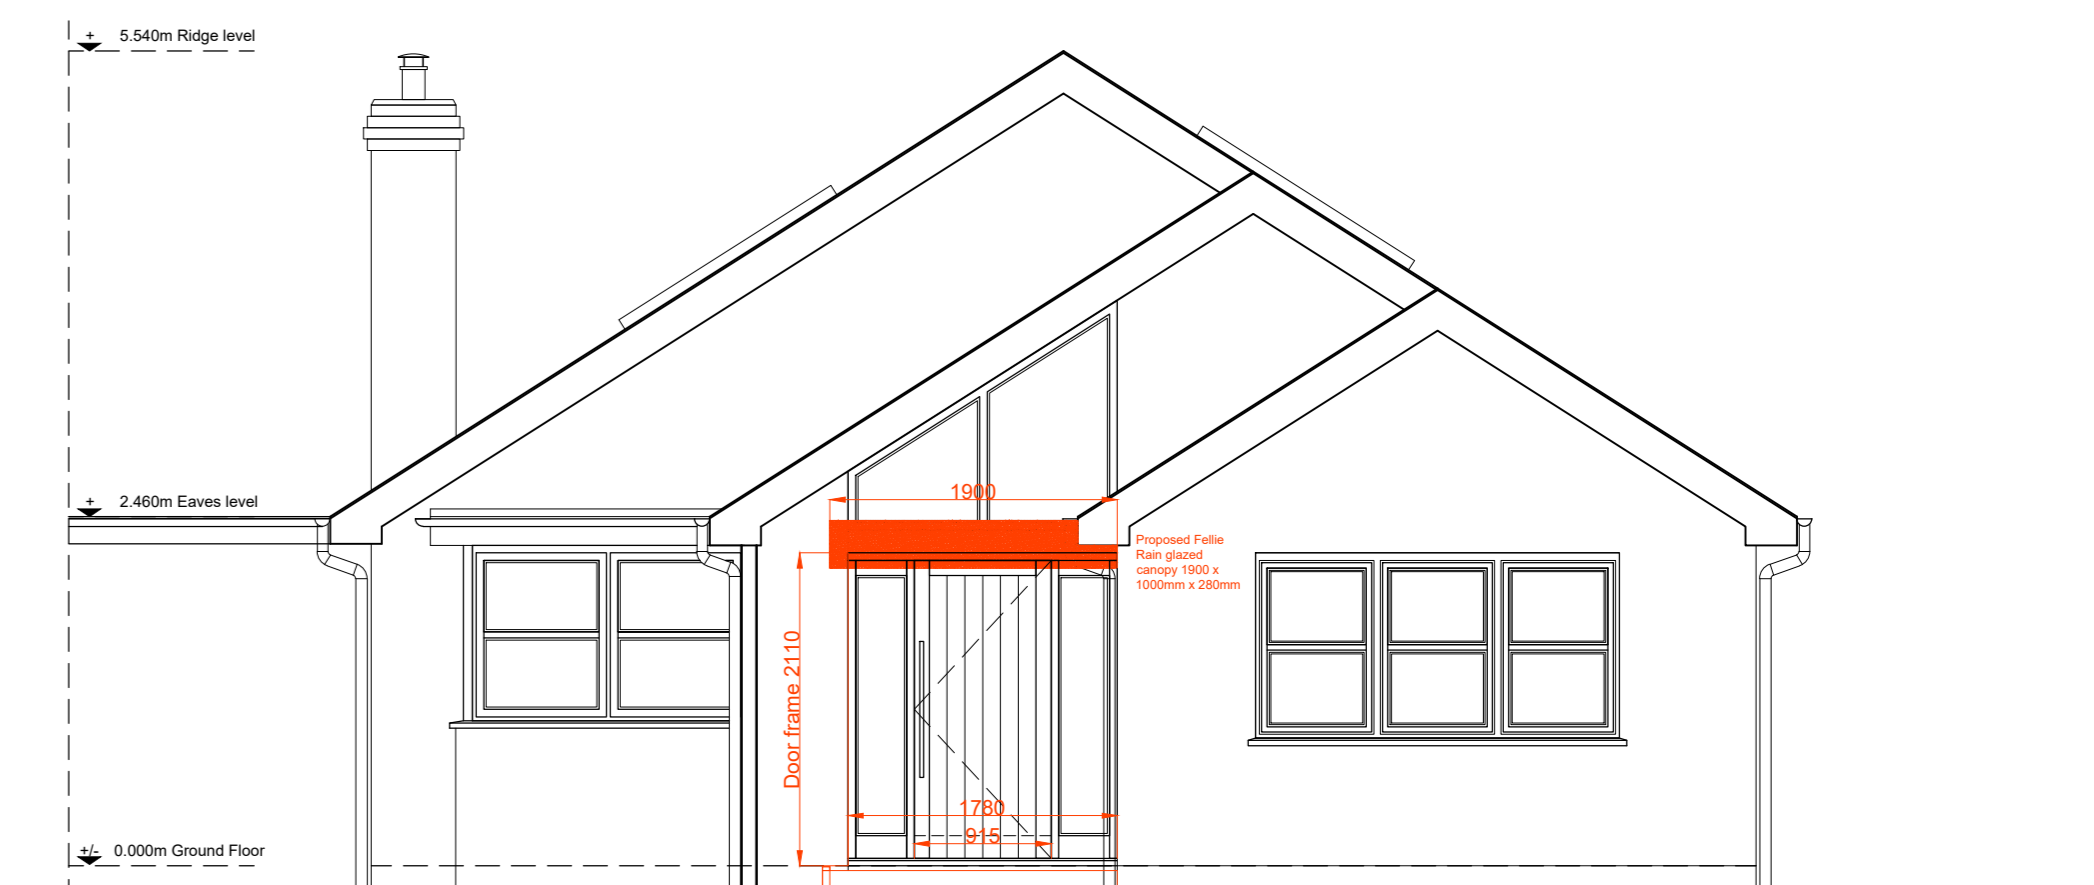 + 5.540m Ridge level
+ 2.460m Eaves level
1900
Proposed Fellie
Rain glazed
canopy 1900 x
1000mm x 280mm
Door frame 2110
1780
915
+/- 0.000m Ground Floor